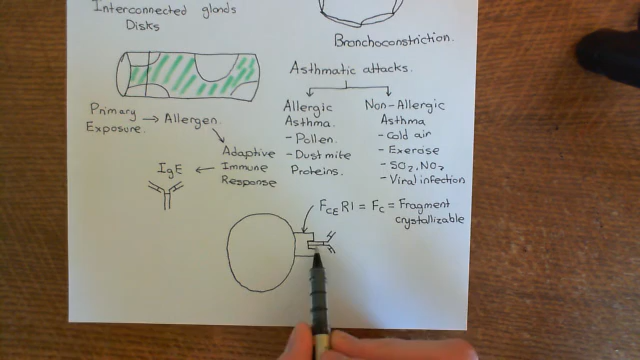 Interconnected glands
Disks
Bronchoconstriction.
Asthmatic attacks.
Primary Exposure. → Allergen.
Adaptive
Immune
Response
IgE ←
Allergic
Asthma.
- Pollen.
- Dust mite
Proteins.
Non-Allergic
Asthma
- Cold air
- Exercise
- SO2, NO2
- Viral infection
FCER1 = FC = Fragment
crystallizable